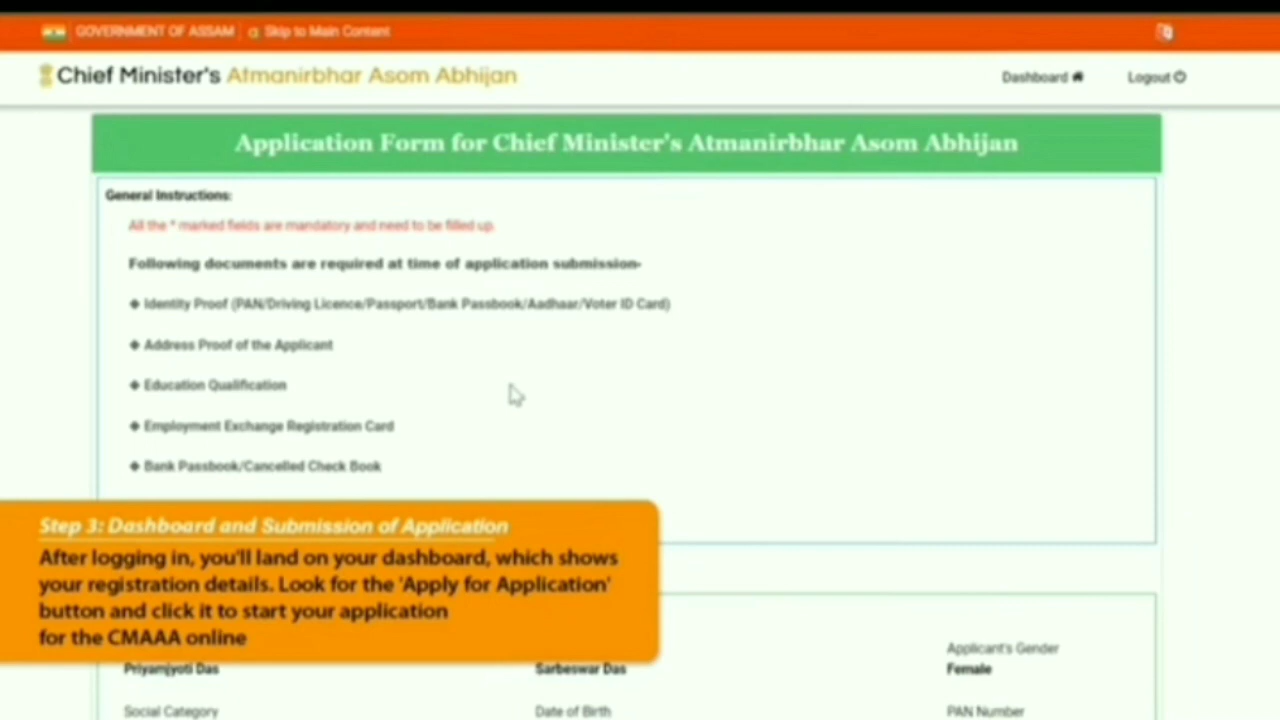 GOVERNMENT OF ASSAM
Skip to Main Content
Chief Minister's Atmanirbhar Asom Abhijan
Dashboard
Logout
Application Form for Chief Minister's Atmanirbhar Asom Abhijan
General Instructions:
All the * marked fields are mandatory and need to be filled up.
Following documents are required at time of application submission-
❖ Identity Proof (PAN/Driving Licence/Passport/Bank Passbook/Aadhaar/Voter ID Card)
❖ Address Proof of the Applicant
❖ Education Qualification
❖ Employment Exchange Registration Card
❖ Bank Passbook/Cancelled Check Book
Step 3: Dashboard and Submission of Application
After logging in, you'll land on your dashboard, which shows
your registration details. Look for the 'Apply for Application'
button and click it to start your application
for the CMAAA online
Applicant's Gender
Priyamjyoti Das
Sarbeswar Das
Female
Social Category
Date of Birth
PAN Number